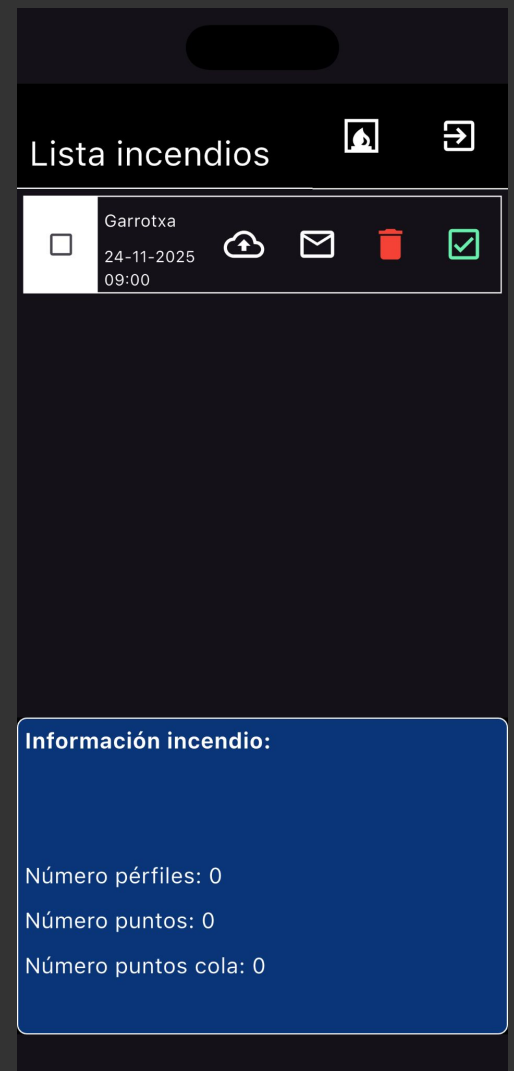 Lista incendios
Garrotxa
24-11-2025
09:00
Información incendio:
Número pérfiles: 0
Número puntos: 0
Número puntos cola: 0